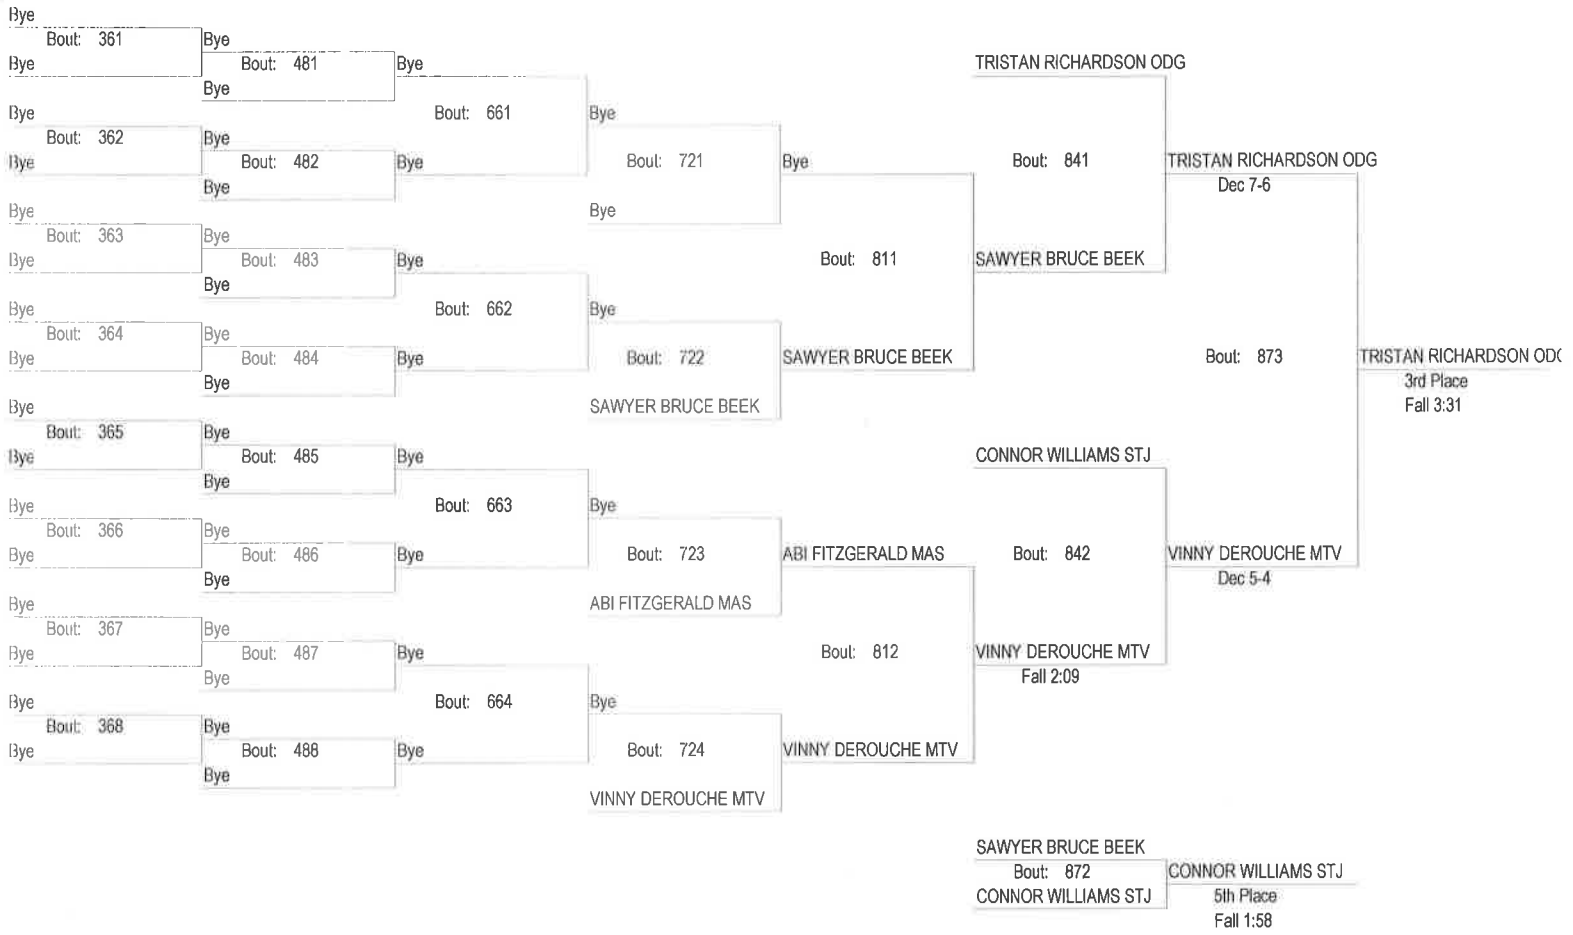 Bye
Bout: 361
Bye
Bye
Bout: 481
Bye
Bye
Bout: 661
Bye
Bout: 362
Bye
Bye
Bout: 482
Bye
Bye
Bye
Bout: 721
Bye
Bye
Bye
Bout: 363
Bye
Bye
Bout: 483
Bye
Bye
Bout: 662
Bye
Bout: 364
Bye
Bye
Bout: 484
Bye
Bye
Bye
Bout: 722
SAWYER BRUCE BEEK
SAWYER BRUCE BEEK
Bout: 811
TRISTAN RICHARDSON ODG
Bout: 841
SAWYER BRUCE BEEK
TRISTAN RICHARDSON ODG
Dec 7-6
Bye
Bout: 365
Bye
Bye
Bout: 485
Bye
Bye
Bout: 663
Bye
Bout: 366
Bye
Bye
Bout: 486
Bye
Bye
Bye
Bout: 723
ABI FITZGERALD MAS
ABI FITZGERALD MAS
Bye
Bout: 367
Bye
Bye
Bout: 487
Bye
Bye
Bout: 664
Bye
Bout: 368
Bye
Bye
Bout: 488
Bye
Bye
Bye
Bout: 724
VINNY DEROUCHE MTV
VINNY DEROUCHE MTV
Bout: 812
CONNOR WILLIAMS STJ
Bout: 842
VINNY DEROUCHE MTV
Fall 2:09
VINNY DEROUCHE MTV
Dec 5-4
Bout: 873
TRISTAN RICHARDSON OD
3rd Place
Fall 3:31
SAWYER BRUCE BEEK
Bout: 872
CONNOR WILLIAMS STJ
CONNOR WILLIAMS STJ
5th Place
Fall 1:58